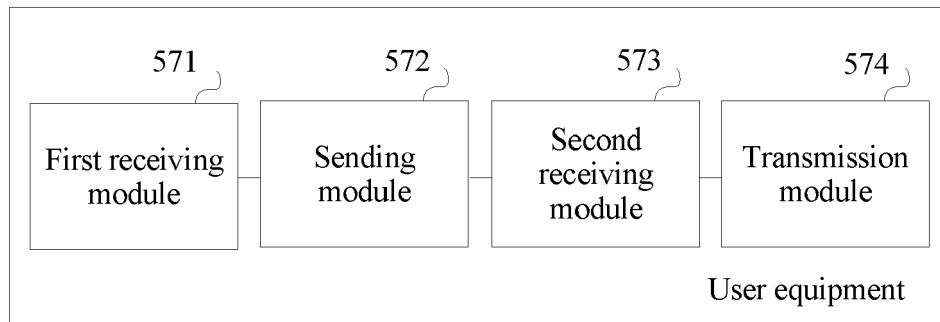 571
572
573
574
First receiving
module
Sending
module
Second
receiving
module
Transmission
module
User equipment